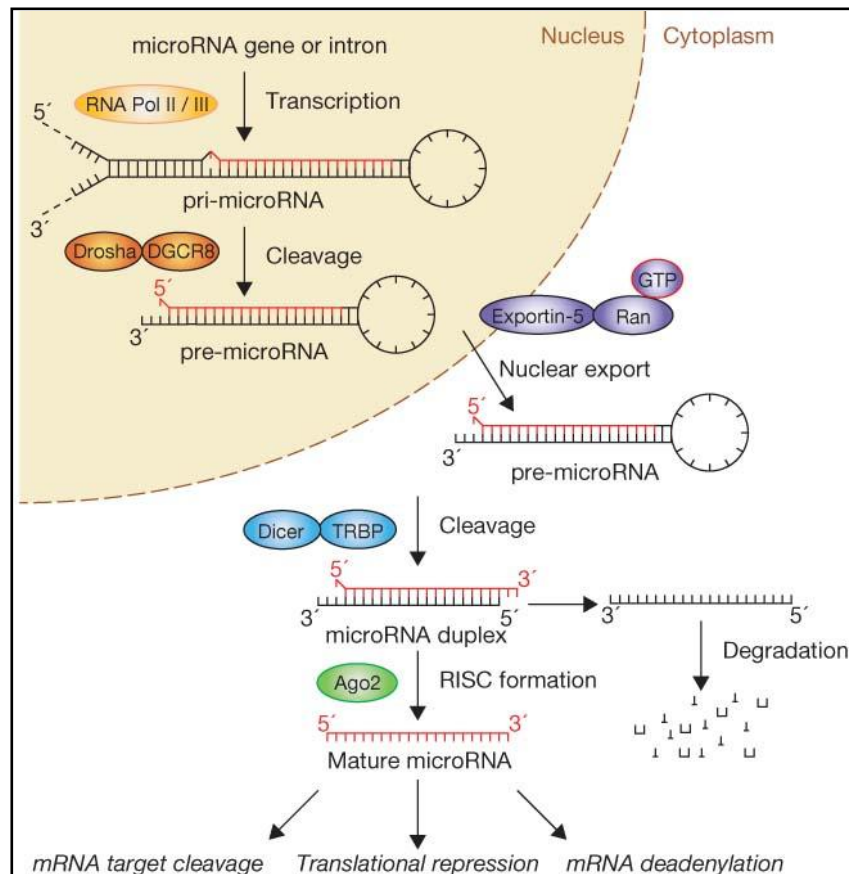 microRNA gene or intron
Nucleus
Cytoplasm
RNA Pol II / III
Transcription
5´
pri-microRNA
3´
Drosha
DGCR8
Cleavage
5´
3´
pre-microRNA
GTP
Exportin-5
Ran
Nuclear export
5´
3´
pre-microRNA
Dicer
TRBP
Cleavage
5´
3´
3´
5´
microRNA duplex
3´
5´
Degradation
Ago2
RISC formation
5´
3´
Mature microRNA
mRNA target cleavage
Translational repression
mRNA deadenylation